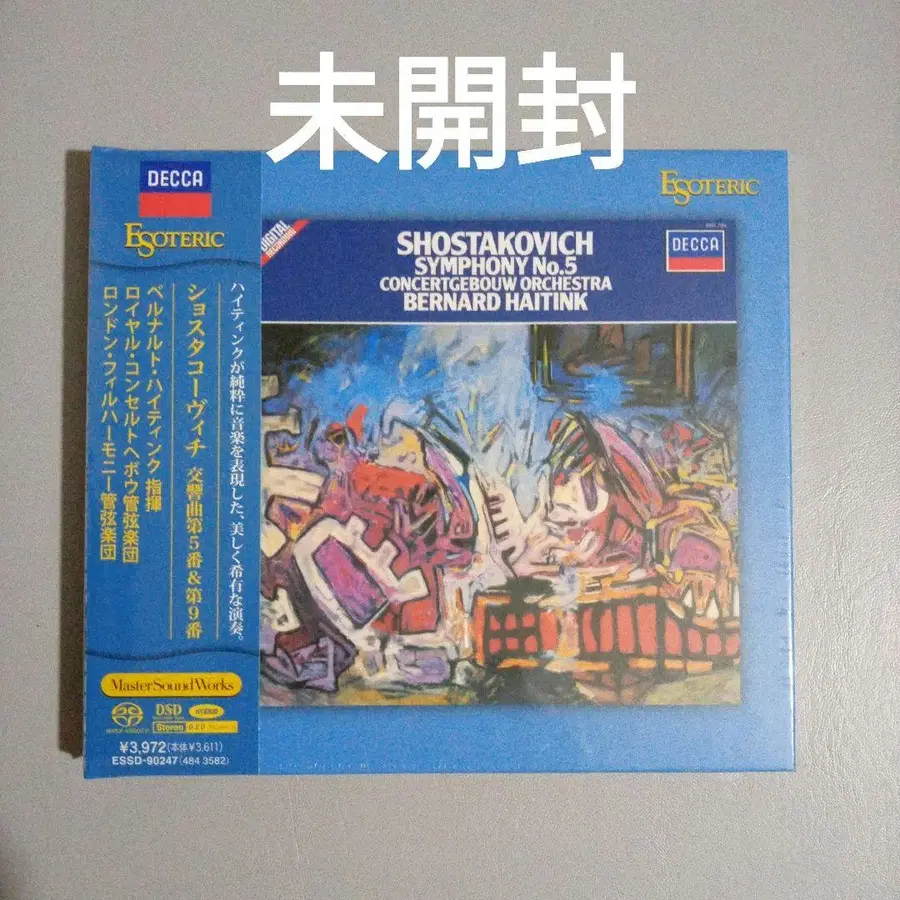 未開封
DECCA
ESOTERIC
ハイティンクが純粋に音楽を表現した、美しく希有な演奏。
ショスタコーヴィチ 交響曲第5番&第9番
ベルナルト・ハイティンク 指揮
ロイヤル・コンセルトヘボウ管弦楽団
ロンドン・フィルハーモニー管弦楽団
Master Sound Works
DSD
Stereo
¥3,972(本体¥3,611)
ESSD-90247(484 3582)
ESOTERIC
DIGITAL
RECORDING
SHOSTAKOVICH
SYMPHONY No.5
CONCERTGEBOUW ORCHESTRA
BERNARD HAITINK
DECCA